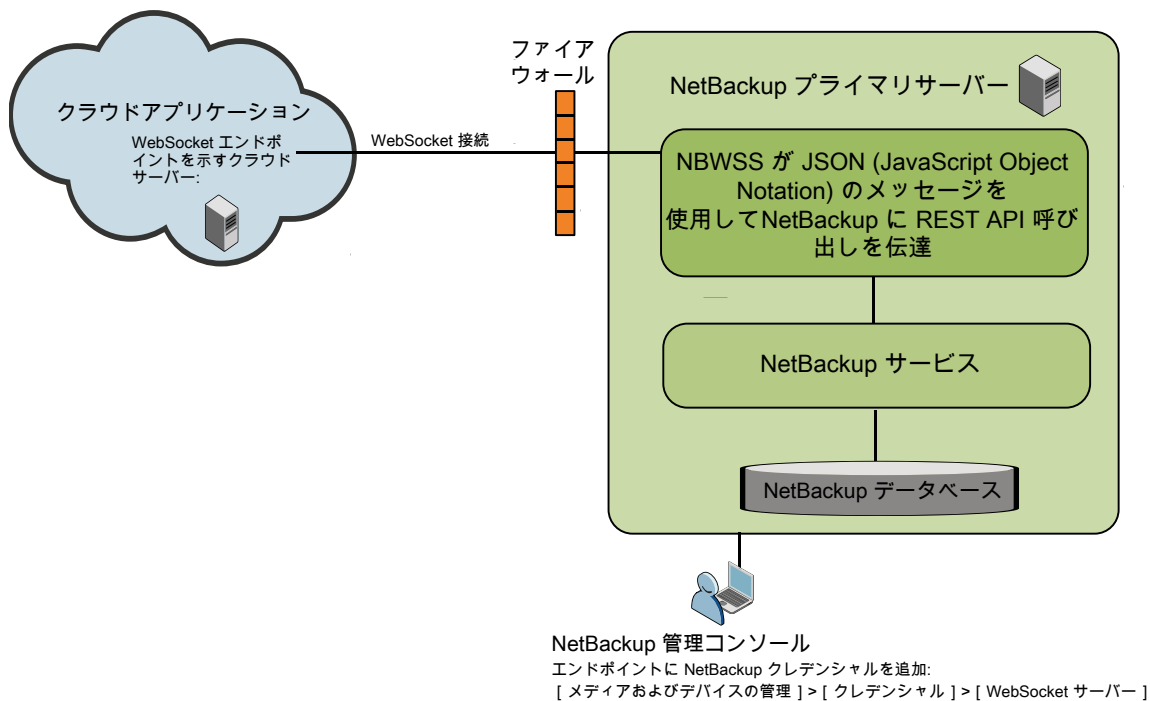 ファイア
ウォール
NetBackup プライマリサーバー
クラウドアプリケーション
WebSocket エンドポ
イントを示すクラウド
サーバー:
WebSocket 接続
NBWSS が JSON (JavaScript Object
Notation) のメッセージを
使用してNetBackup に REST API 呼び
出しを伝達
NetBackup サービス
NetBackup データベース
NetBackup 管理コンソール
エンドポイントに NetBackup クレデンシャルを追加:
[ メディアおよびデバイスの管理 ] > [ クレデンシャル ] > [ WebSocket サーバー ]